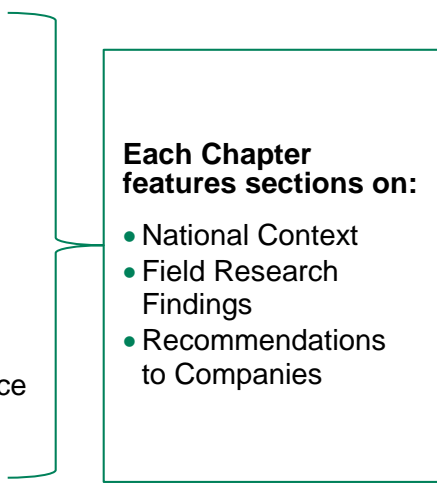 Each Chapter
features sections on:
• National Context
• Field Research
Findings
• Recommendations
to Companies